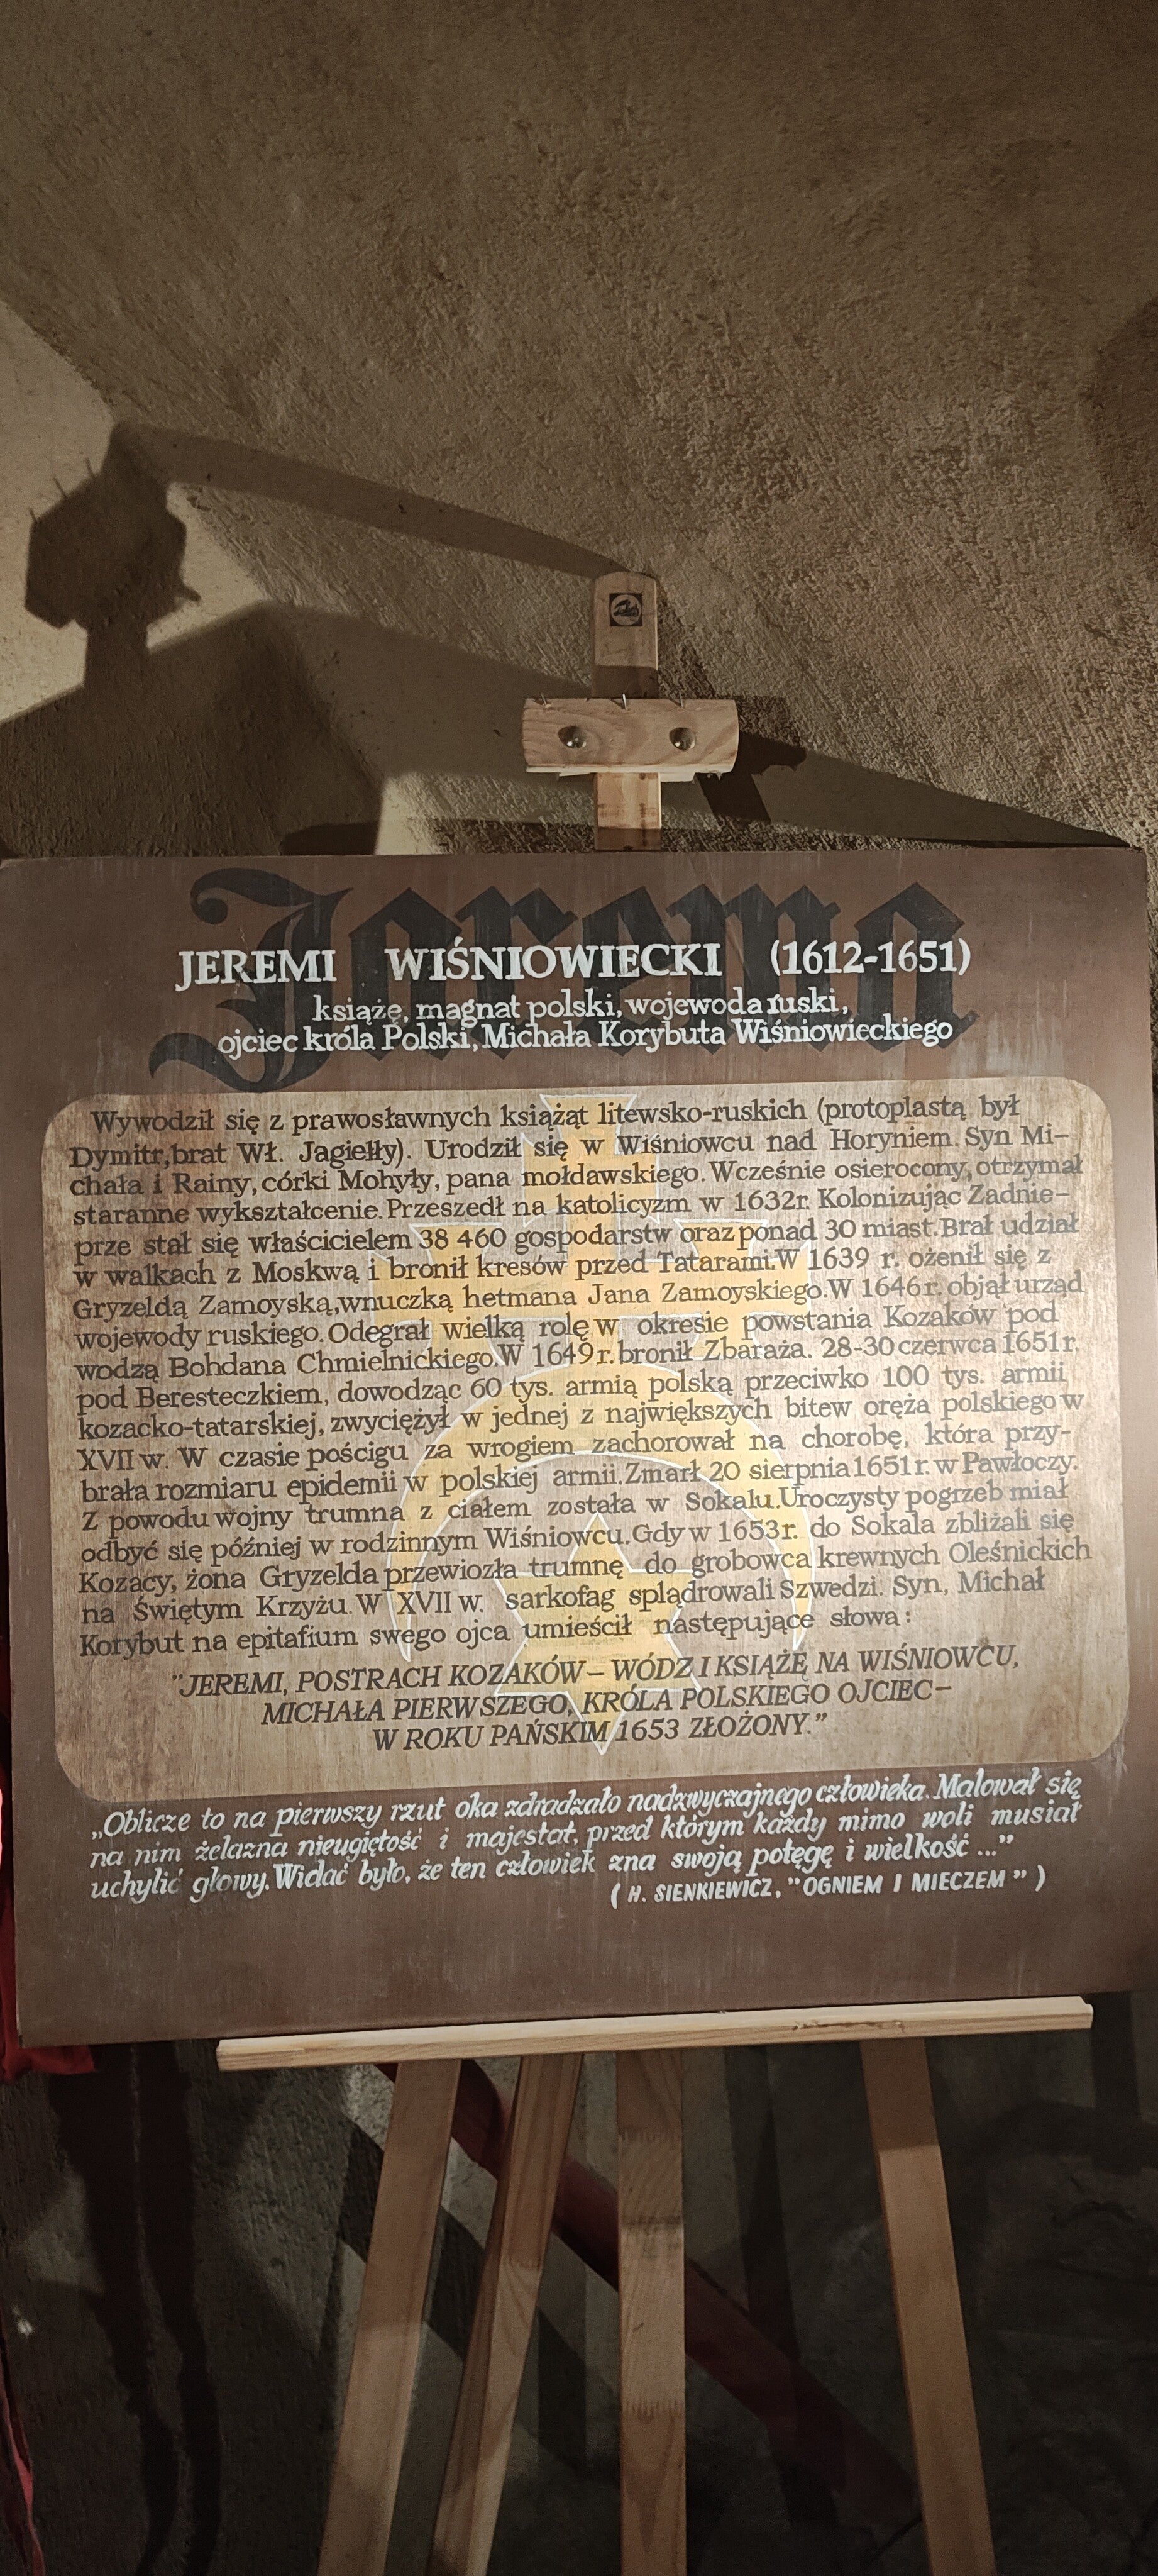 Jarema
JEREMI WIŚNIOWIECKI (1612-1651)
książę, magnat polski, wojewoda ruski,
ojciec króla Polski, Michała Korybuta Wiśniowieckiego
Wywodził się z prawosławnych książąt litewsko-ruskich (protoplastą był
Dymitr,brat Wł. Jagiełły). Urodził się w Wiśniowcu nad Horyniem. Syn Mi-
chała i Rainy, córki Mohyły, pana mołdawskiego. Wcześnie osierocony, otrzymał
staranne wykształcenie. Przeszedł na katolicyzm w 1632r. Kolonizując Zadnie-
prze stał się właścicielem 38 460 gospodarstw oraz ponad 30 miast. Brał udział
w walkach z Moskwą i bronił kresów przed Tatarami. W 1639 r. ożenił się z
Gryzeldą Zamoyską,wnuczką hetmana Jana Zamoyskiego. W 1646r. objął urząd
wojewody ruskiego. Odegrał wielką rolę w okresie powstania Kozaków pod
wodzą Bohdana Chmielnickiego. W 1649r. bronił Zbaraża. 28-30 czerwca 1651r.
pod Beresteczkiem, dowodząc 60 tys. armią polską przeciwko 100 tys. armii
kozacko-tatarskiej, zwyciężył w jednej z największych bitew oręża polskiego w
XVII w. W czasie pościgu za wrogiem zachorował na chorobę, która przy-
brała rozmiaru epidemii w polskiej armii. Zmarł 20 sierpnia 1651r. w Pawłoczy.
Z powodu wojny trumna z ciałem została w Sokalu. Uroczysty pogrzeb miał
odbyć się później w rodzinnym Wiśniowcu. Gdy w 1653r. do Sokala zbliżali się
Kozacy, żona Gryzelda przewiozła trumnę do grobowca krewnych Oleśnickich
na Świętym Krzyżu. W XVII w. sarkofag splądrowali Szwedzi. Syn, Michał
Korybut na epitafium swego ojca umieścił następujące słowa:
"JEREMI, POSTRACH KOZAKÓW – WÓDZ I KSIĄŻĘ NA WIŚNIOWCU,
MICHAŁA PIERWSZEGO, KRÓLA POLSKIEGO OJCIEC –
W ROKU PAŃSKIM 1653 ZŁOŻONY."
„Oblicze to na pierwszy rzut oka zdradzało nadzwyczajnego człowieka. Malował się
na nim żelazna nieugiętość i majestat, przed którym każdy mimo woli musiał
uchylić głowy. Widać było, że ten człowiek zna swoją potęgę i wielkość ..."
( H. SIENKIEWICZ, "OGNIEM I MIECZEM" )